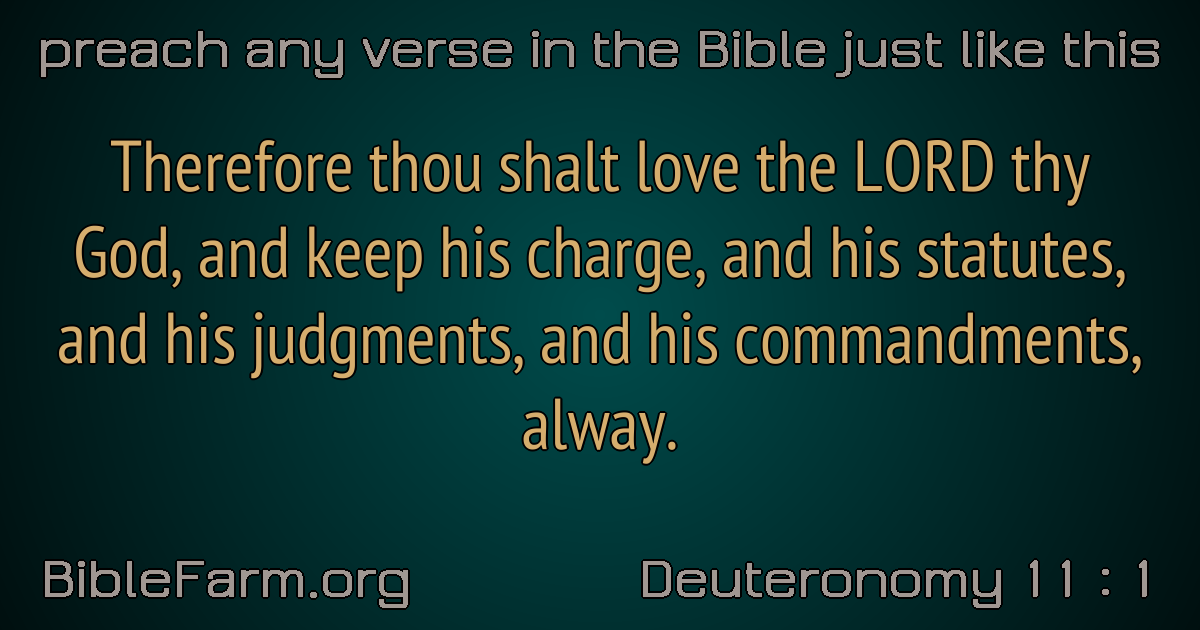 preach any verse in the Bible just like this
Therefore thou shalt love the LORD thy
God, and keep his charge, and his statutes,
and his judgments, and his commandments,
alway.
BibleFarm.org
Deuteronomy 11 : 1